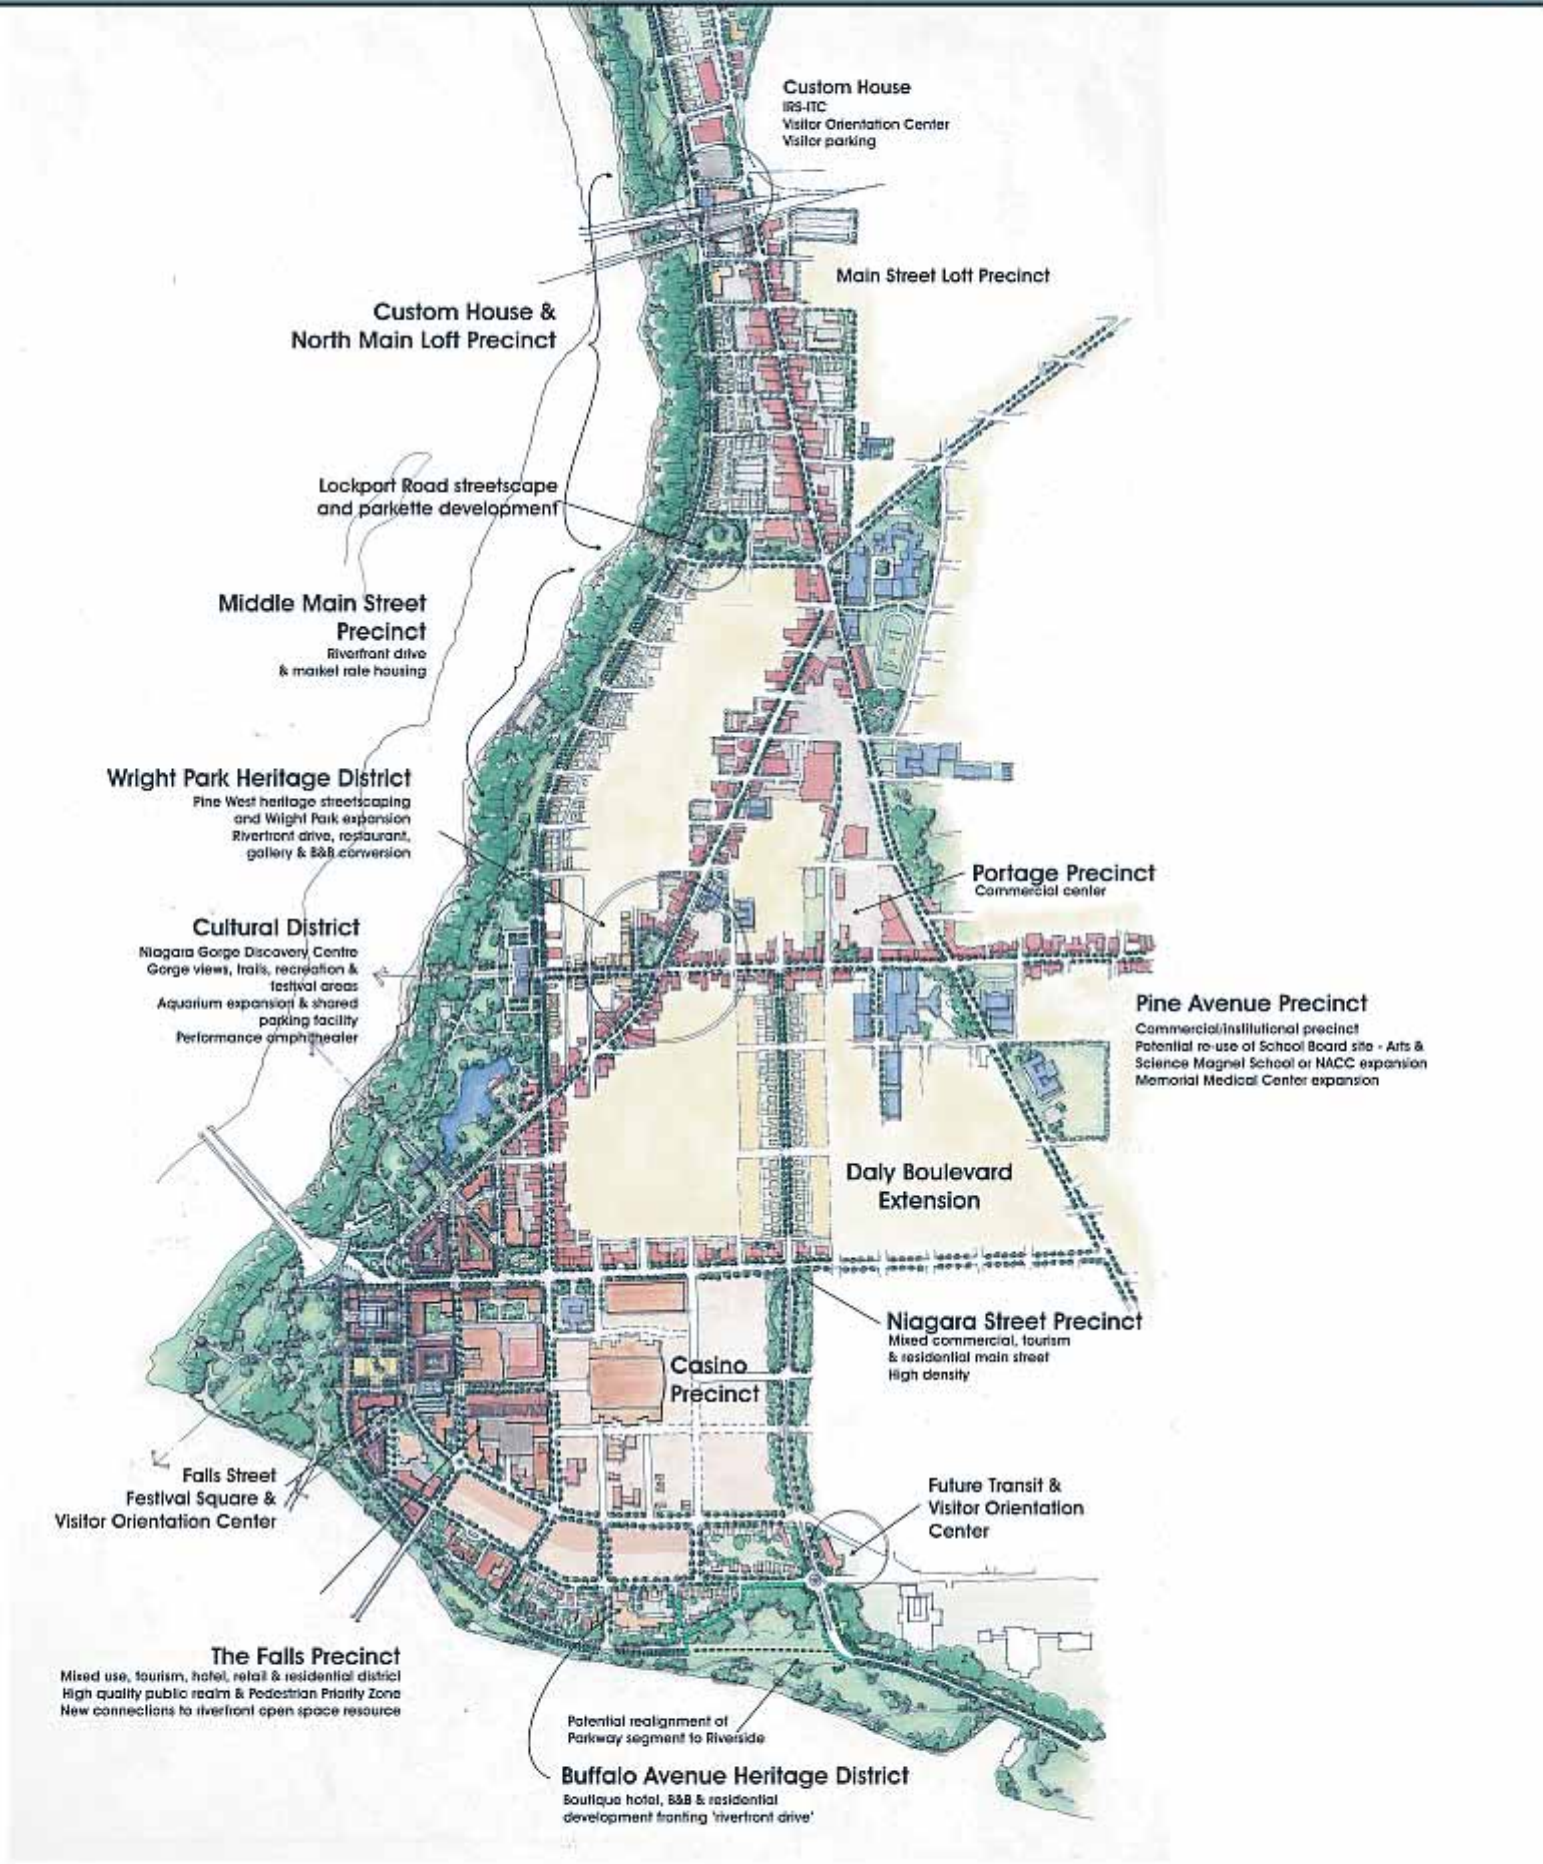 Custom House
IRS-ITC
Visitor Orientation Center
Visitor parking
Main Street Loft Precinct
Custom House &
North Main Loft Precinct
Lockport Road streetscape
and parkette development
Middle Main Street
Precinct
Riverfront drive
& market rate housing
Wright Park Heritage District
Pine West heritage streetscaping
and Wright Park expansion
Riverfront drive, restaurant,
gallery & B&B conversion
Portage Precinct
Commercial center
Cultural District
Niagara Gorge Discovery Centre
Gorge views, trails, recreation &
festival areas
Aquarium expansion & shared
parking facility
Performance amphitheater
Pine Avenue Precinct
Commercial/institutional precinct
Potential re-use of School Board site - Arts &
Science Magnet School or NACC expansion
Memorial Medical Center expansion
Daly Boulevard
Extension
Niagara Street Precinct
Mixed commercial, tourism
& residential main street
High density
Casino
Precinct
Falls Street
Festival Square &
Visitor Orientation Center
Future Transit &
Visitor Orientation
Center
The Falls Precinct
Mixed use, tourism, hotel, retail & residential district
High quality public realm & Pedestrian Priority Zone
New connections to riverfront open space resource
Potential realignment of
Parkway segment to Riverside
Buffalo Avenue Heritage District
Boutique hotel, B&B & residential
development fronting 'riverfront drive'